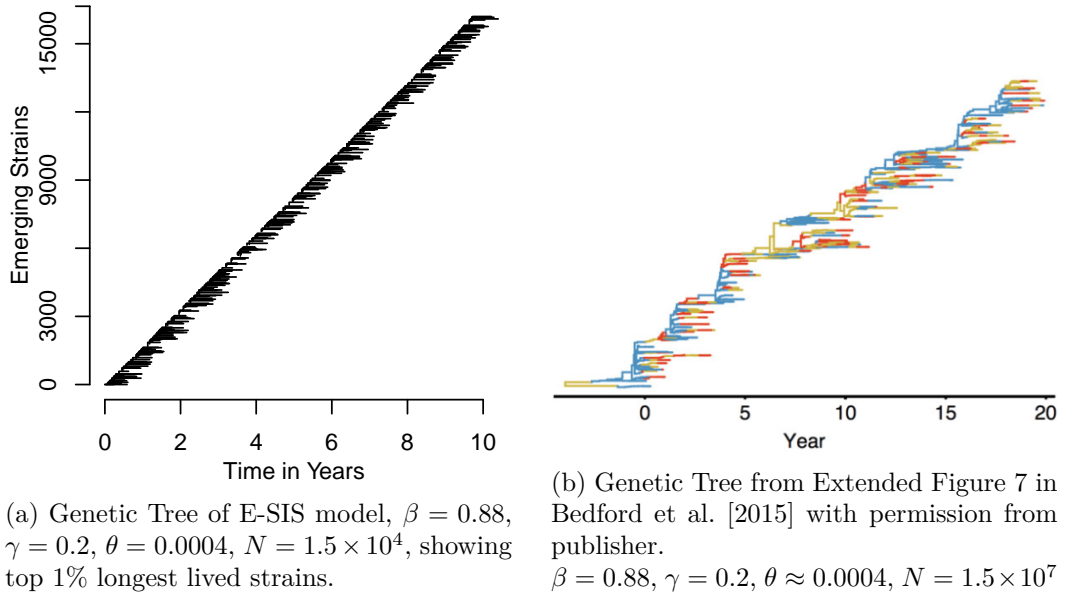 15000
9000
3000
0
Emerging Strains
0 2 4 6 8 10
Time in Years
(a) Genetic Tree of E-SIS model, β = 0.88,
γ = 0.2, θ = 0.0004, N = 1.5 × 10⁴, showing
top 1% longest lived strains.
0 5 10 15 20
Year
(b) Genetic Tree from Extended Figure 7 in
Bedford et al. [2015] with permission from
publisher.
β = 0.88, γ = 0.2, θ ≈ 0.0004, N = 1.5×10⁷